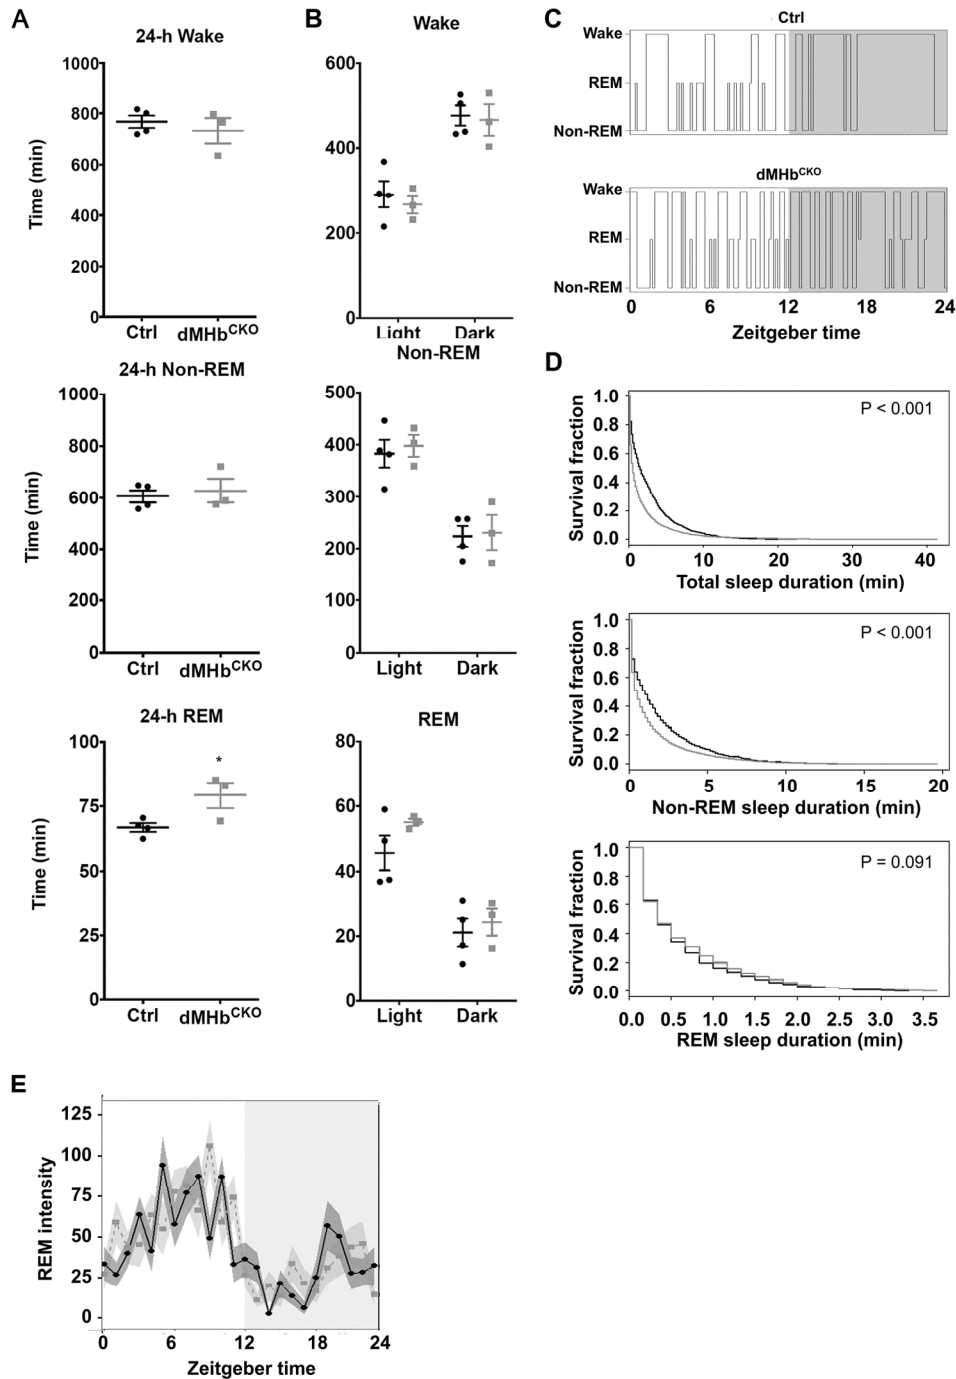 A
24-h Wake
1000
800
600
400
200
0
Time (min)
Ctrl
dMHbCKO
24-h Non-REM
1000
800
600
400
200
0
Time (min)
Ctrl
dMHbCKO
24-h REM
*
100
75
50
25
0
Time (min)
Ctrl
dMHbCKO
B
Wake
600
400
200
0
Light
Dark
Non-REM
500
400
300
200
100
0
Light
Dark
REM
80
60
40
20
0
Light
Dark
C
Ctrl
Wake
REM
Non-REM
dMHbCKO
Wake
REM
Non-REM
0 6 12 18 24
Zeitgeber time
D
P < 0.001
1.0
0.8
0.6
0.4
0.2
0.0
Survival fraction
0 10 20 30 40
Total sleep duration (min)
P < 0.001
1.0
0.8
0.6
0.4
0.2
0.0
Survival fraction
0 5 10 15 20
Non-REM sleep duration (min)
P = 0.091
1.0
0.8
0.6
0.4
0.2
0.0
Survival fraction
0.0 0.5 1.0 1.5 2.0 2.5 3.0 3.5
REM sleep duration (min)
E
125
100
75
50
25
0
REM intensity
0 6 12 18 24
Zeitgeber time